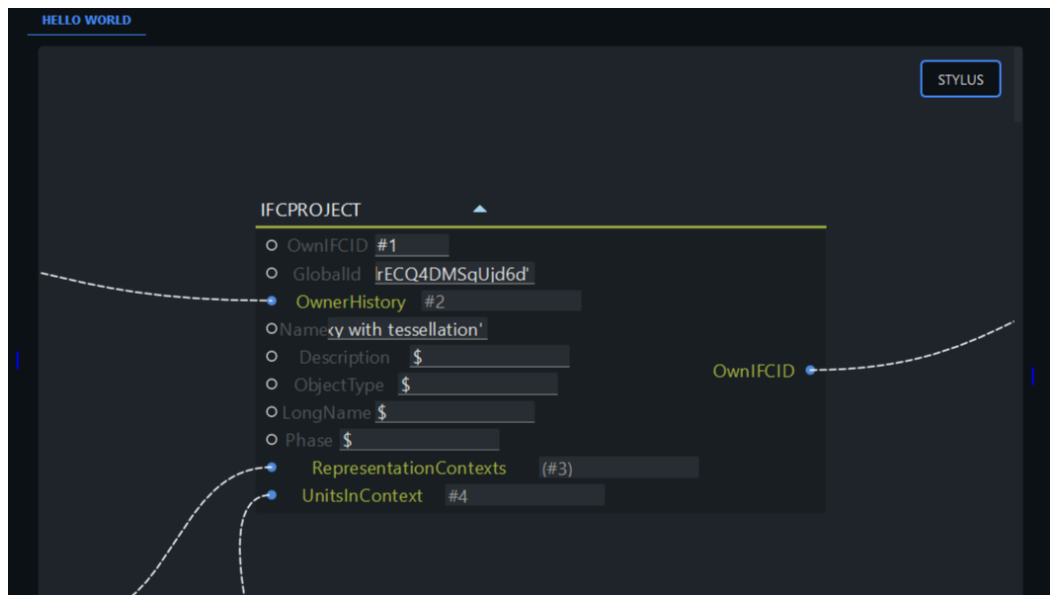 HELLO WORLD
STYLUS
IFCPROJECT
OwnIFCID #1
GlobalId rECQ4DMSqUjd6d'
OwnerHistory #2
Name xy with tessellation'
Description $
OwnIFCID
ObjectType $
LongName $
Phase $
RepresentationContexts (#3)
UnitsInContext #4